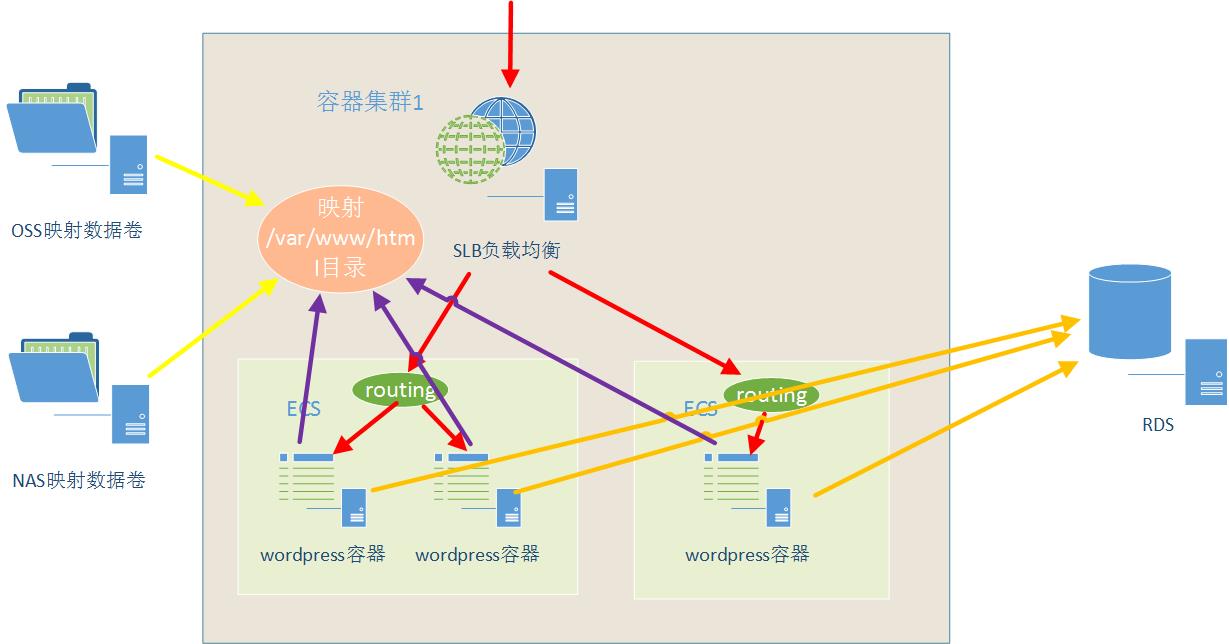 容器集群1
OSS映射数据卷
映射
/var/www/htm
l目录
SLB负载均衡
NAS映射数据卷
routing
ECS
routing
ECS
RDS
wordpress容器
wordpress容器
wordpress容器